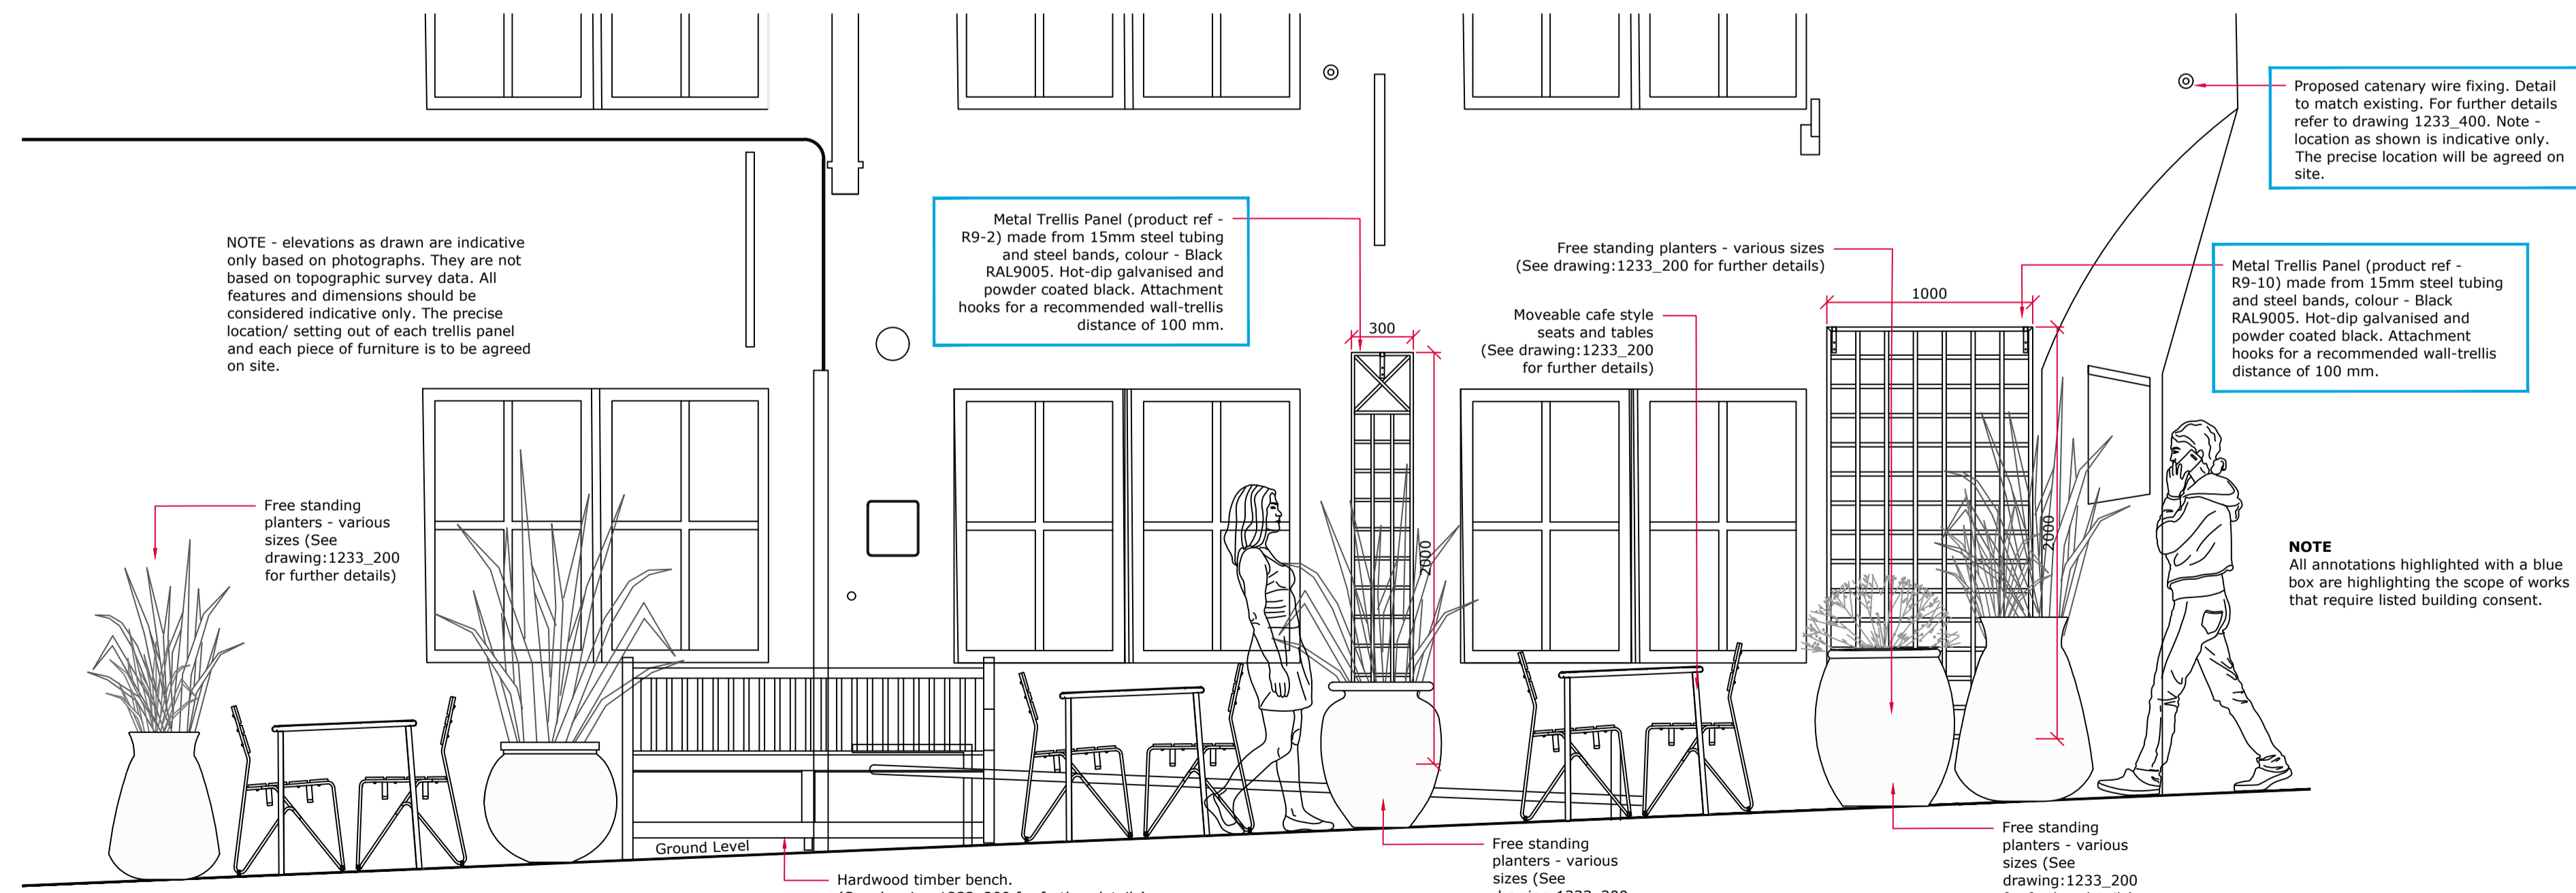 Proposed catenary wire fixing. Detail
to match existing. For further details
refer to drawing 1233_400. Note -
location as shown is indicative only.
The precise location will be agreed on
site.
Metal Trellis Panel (product ref -
R9-2) made from 15mm steel tubing
and steel bands, colour - Black
RAL9005. Hot-dip galvanised and
powder coated black. Attachment
hooks for a recommended wall-trellis
distance of 100 mm.
NOTE - elevations as drawn are indicative
only based on photographs. They are not
based on topographic survey data. All
features and dimensions should be
considered indicative only. The precise
location/ setting out of each trellis panel
and each piece of furniture is to be agreed
on site.
Free standing planters - various sizes
(See drawing:1233_200 for further details)
Metal Trellis Panel (product ref -
R9-10) made from 15mm steel tubing
and steel bands, colour - Black
RAL9005. Hot-dip galvanised and
powder coated black. Attachment
hooks for a recommended wall-trellis
distance of 100 mm.
1000
Moveable cafe style
seats and tables
(See drawing:1233_200
for further details)
300
2000
2000
Free standing
planters - various
sizes (See
drawing:1233_200
for further details)
NOTE
All annotations highlighted with a blue
box are highlighting the scope of works
that require listed building consent.
Ground Level
Hardwood timber bench.
Free standing
planters - various
sizes (See
Free standing
planters - various
sizes (See
drawing:1233_200